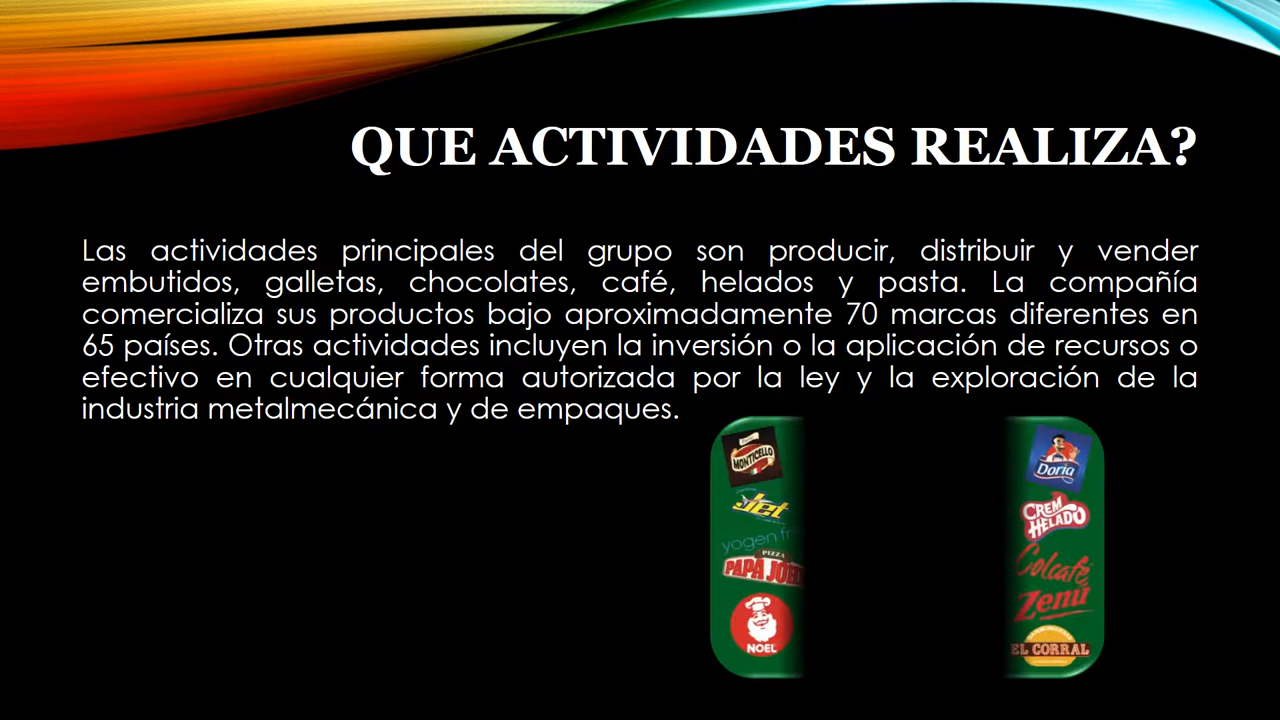 QUE ACTIVIDADES REALIZA?
Las actividades principales del grupo son producir, distribuir y vender
embutidos, galletas, chocolates, café, helados y pasta. La compañía
comercializa sus productos bajo aproximadamente 70 marcas diferentes en
65 países. Otras actividades incluyen la inversión o la aplicación de recursos o
efectivo en cualquier forma autorizada por la ley y la exploración de la
industria metalmecánica y de empaques.
MONTICELLO
Jet
yogen
PIZZA
PAPA
NOEL
Doria
CREM
HELADO
Colcafé
Zenú
EL CORRAL